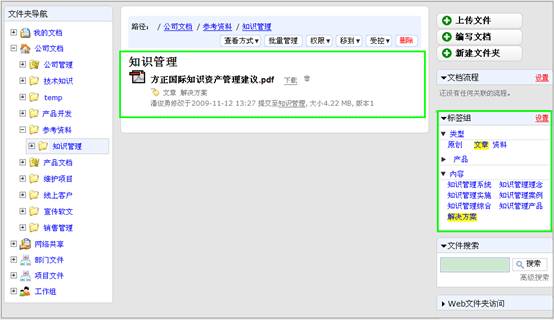 文件夹导航
我的文档
公司文档
公司管理
技术知识
temp
产品开发
参考资料
知识管理
产品文档
维护项目
线上客户
宣传软文
销售管理
网络共享
部门文件
项目文件
工作组
路径: / 公司文档 / 参考资料 / 知识管理
查看方式 批量管理 权限 移到 受控 删除
知识管理
方正国际知识资产管理建议.pdf 下载
文章 解决方案
潘俊勇修改于2009-11-12 13:27 提交至知识管理, 大小4.22 MB, 版本1
上传文件
编写文档
新建文件夹
文档流程 设置
还没有任何关联的流程。
标签组 设置
类型
原创 文章 资料
产品
内容
知识管理系统 知识管理理念
知识管理实施 知识管理案例
知识管理综合 知识管理产品
解决方案
文件搜索
搜索
高级搜索
Web文件夹访问